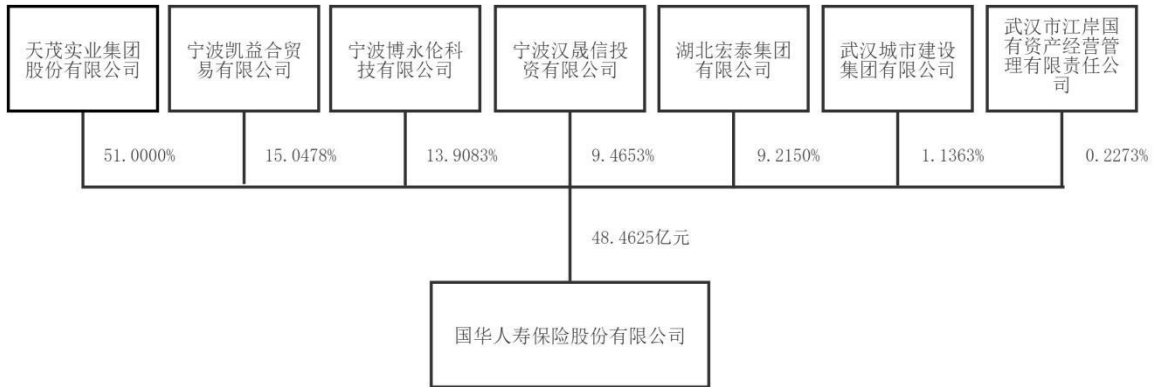 天茂实业集团
股份有限公司
宁波凯益合贸
易有限公司
宁波博永伦科
技有限公司
宁波汉晟信投
资有限公司
湖北宏泰集团
有限公司
武汉城市建设
集团有限公司
武汉市江岸国
有资产经营管
理有限责任公
司
51.0000%
15.0478%
13.9083%
9.4653%
9.2150%
1.1363%
0.2273%
48.4625亿元
国华人寿保险股份有限公司